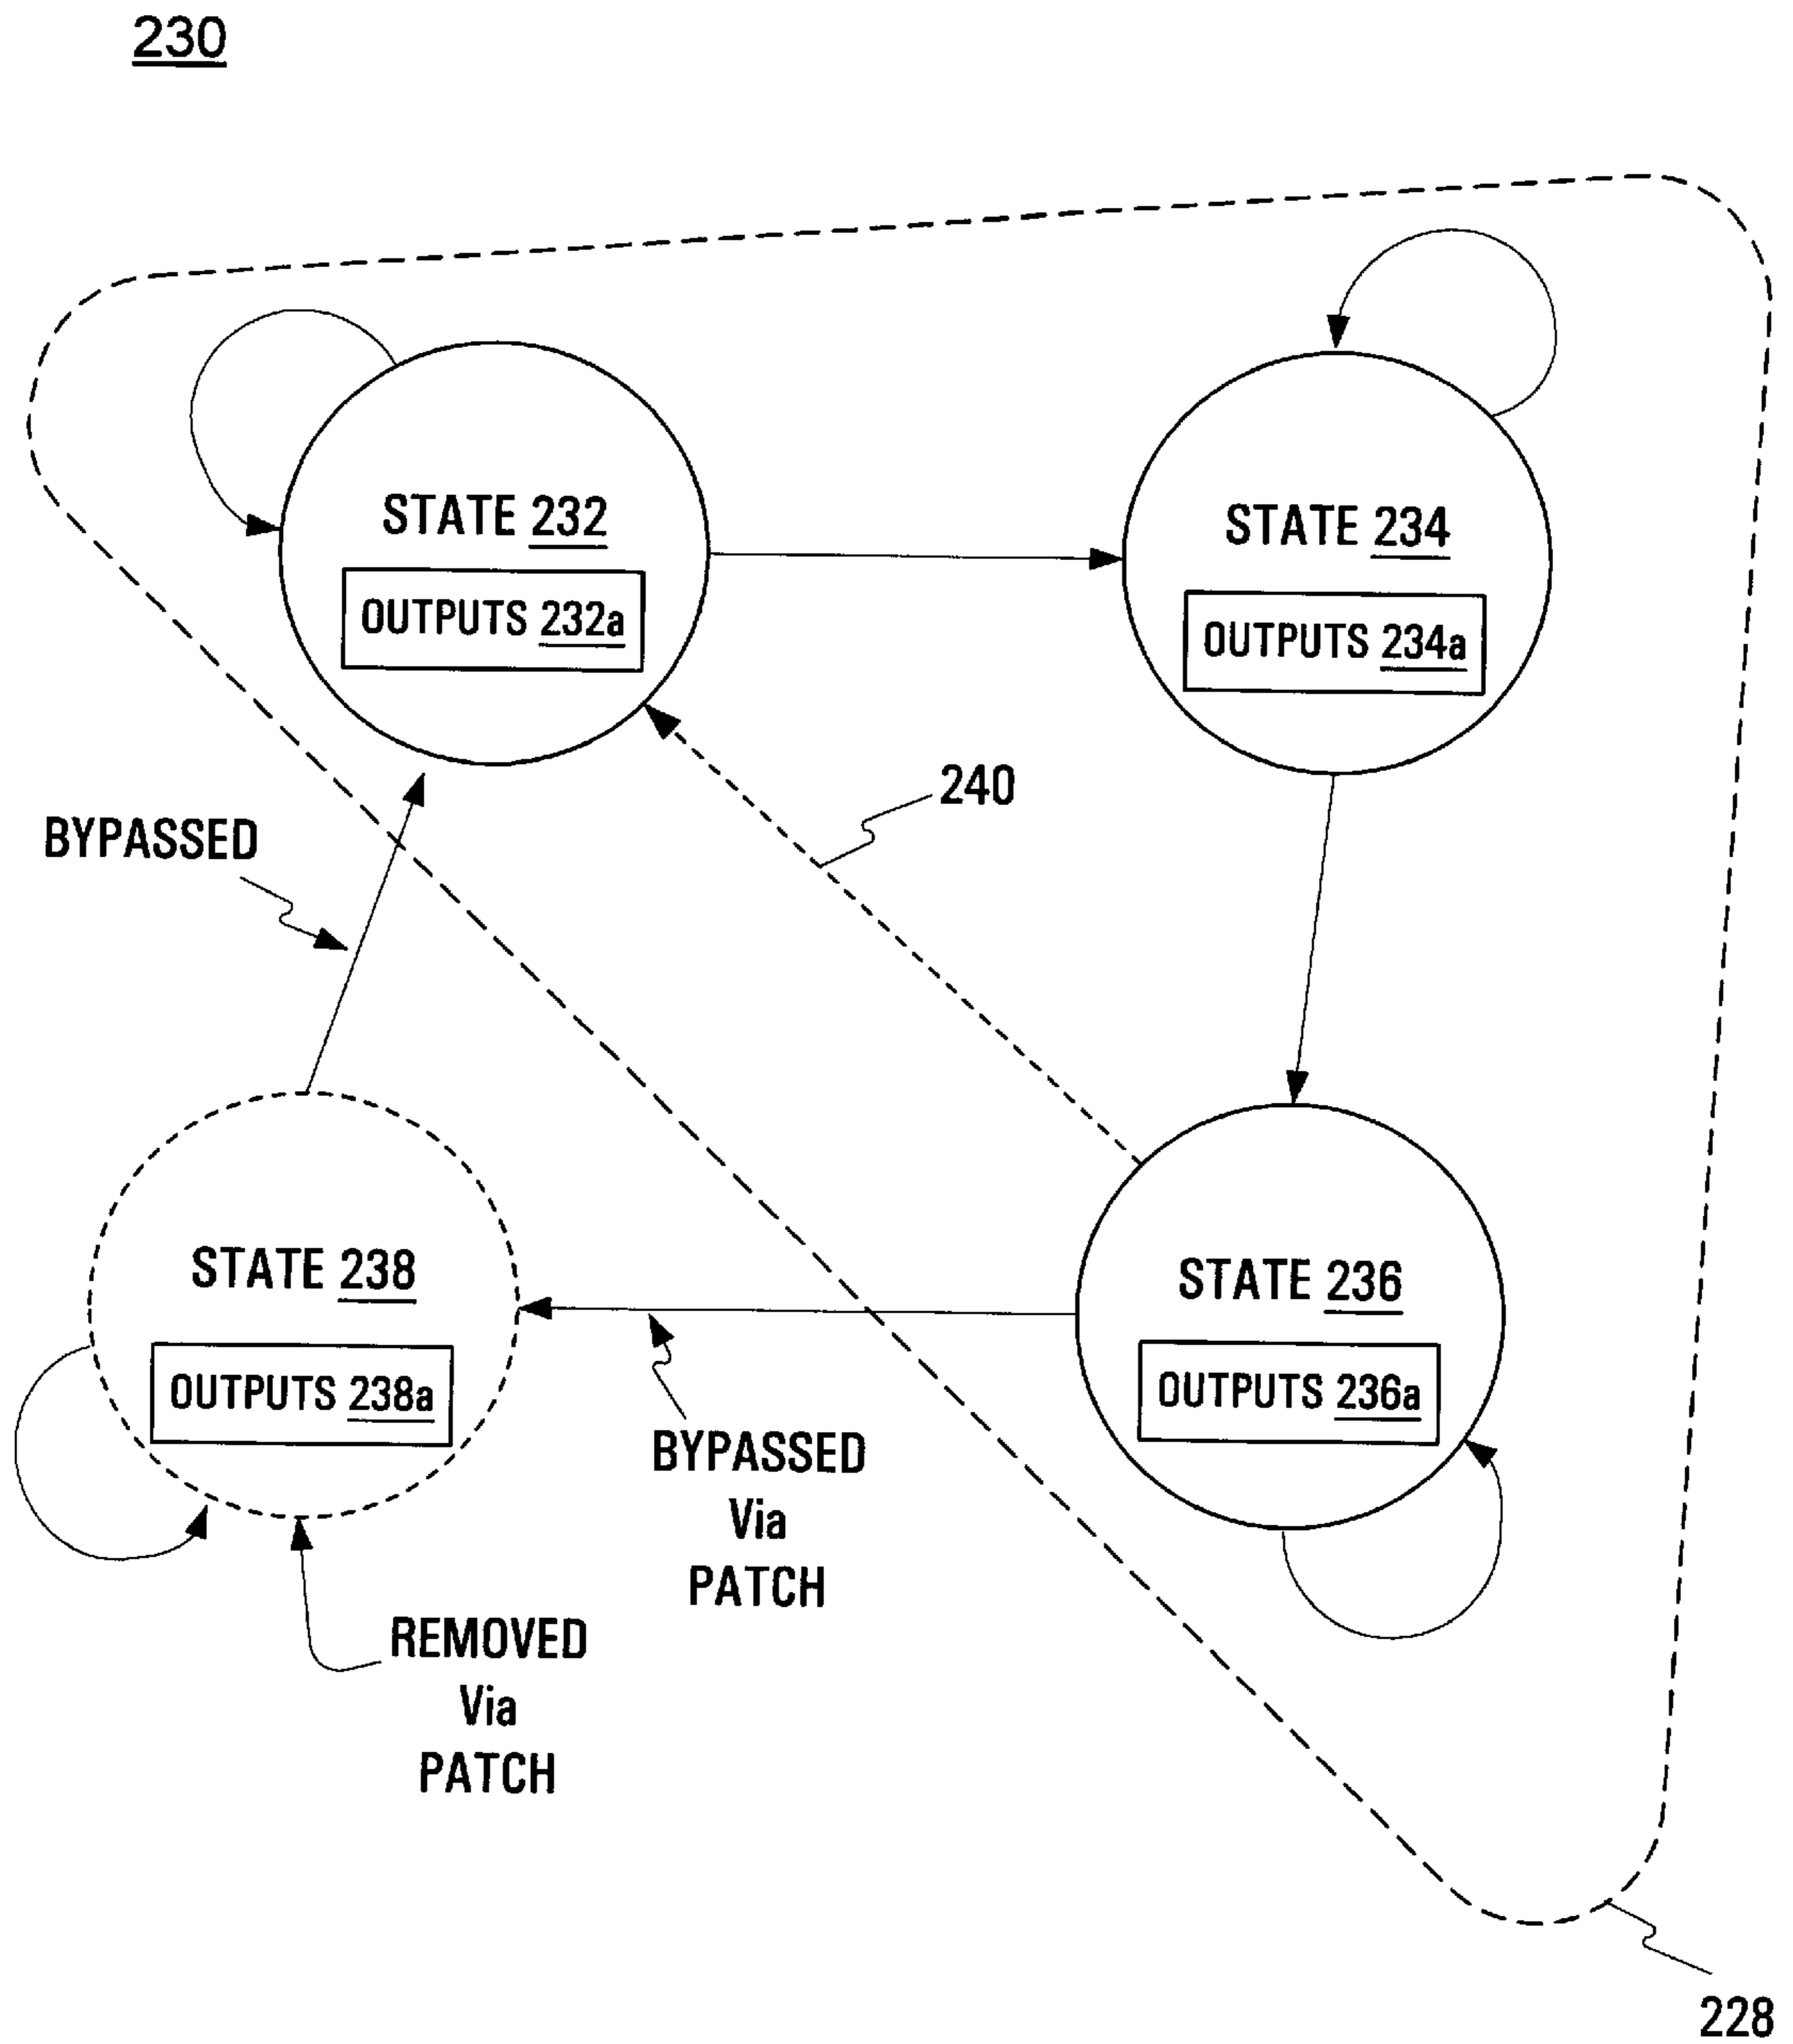 230
STATE 232
OUTPUTS 232a
STATE 234
OUTPUTS 234a
240
BYPASSED
STATE 238
OUTPUTS 238a
STATE 236
OUTPUTS 236a
BYPASSED
Via
PATCH
REMOVED
Via
PATCH
228